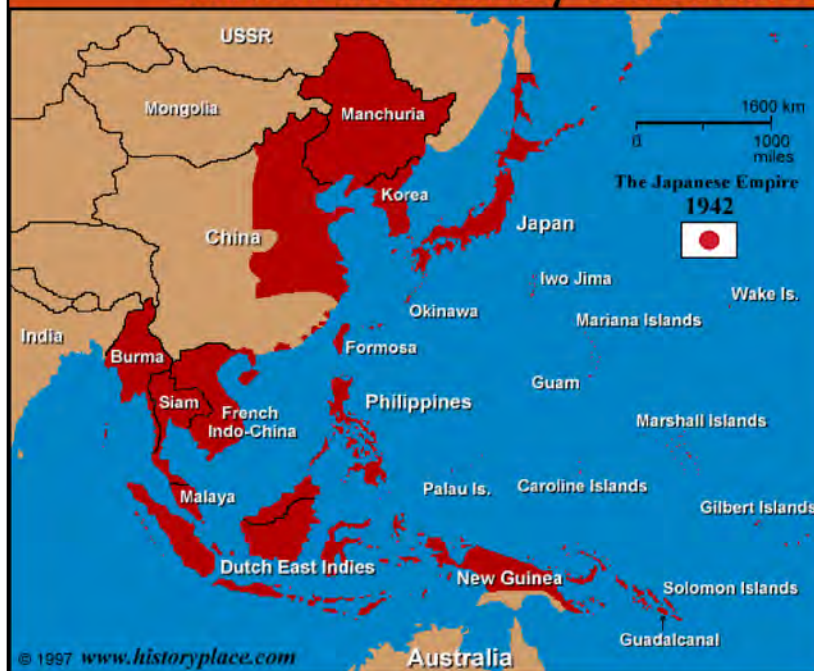 USSR
Mongolia
Manchuria
1600 km
0
1000
miles
The Japanese Empire
1942
Korea
China
Japan
Iwo Jima
Wake Is.
Okinawa
Mariana Islands
India
Burma
Formosa
Guam
Siam
French
Indo-China
Philippines
Marshall Islands
Malaya
Palau Is.
Caroline Islands
Gilbert Islands
Dutch East Indies
New Guinea
Solomon Islands
Guadalcanal
© 1997 www.historyplace.com
Australia